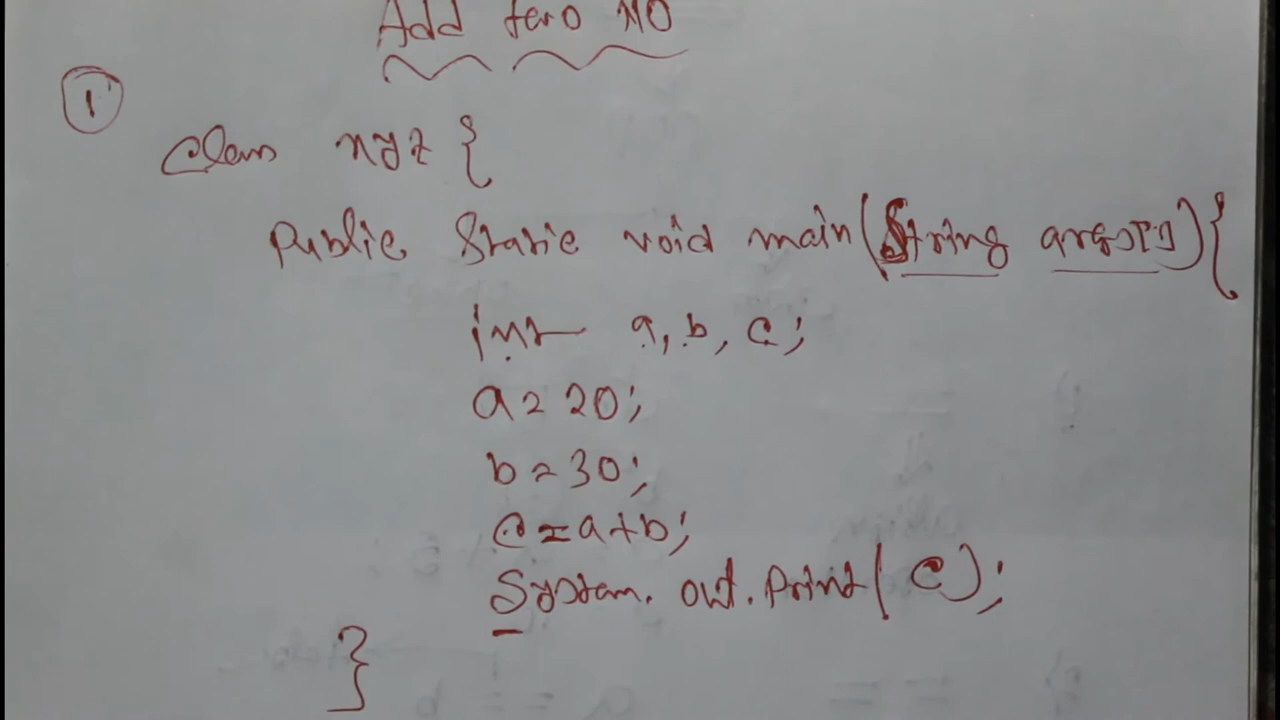 Add two NO
1
Class xyz {
Public Static void main(String args[]){
int a, b, c;
a = 20;
b = 30;
c = a + b;
System.out.Print(c);
}